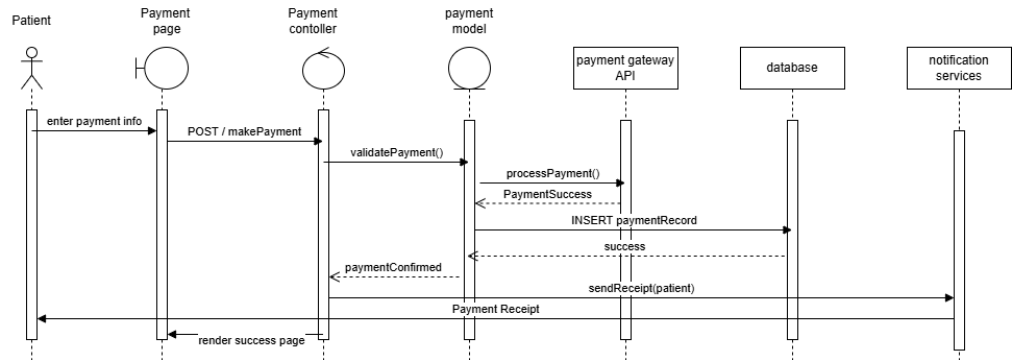 Patient
Payment
page
Payment
contoller
payment
model
payment gateway
API
database
notification
services
enter payment info
POST / makePayment
validatePayment()
processPayment()
PaymentSuccess
INSERT paymentRecord
success
paymentConfirmed
sendReceipt(patient)
Payment Receipt
render success page